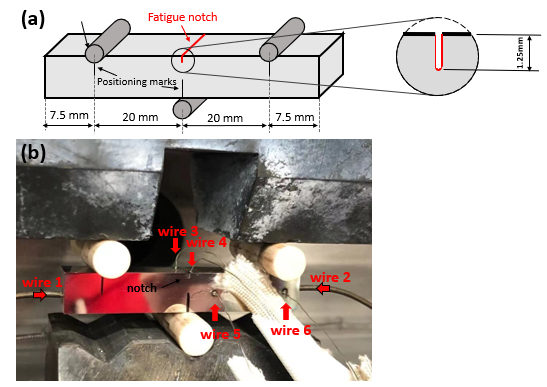 (a)
Fatigue notch
Positioning marks
1.25mm
7.5 mm
20 mm
20 mm
7.5 mm
(b)
wire 3
wire 4
wire 1
notch
wire 2
wire 5
wire 6